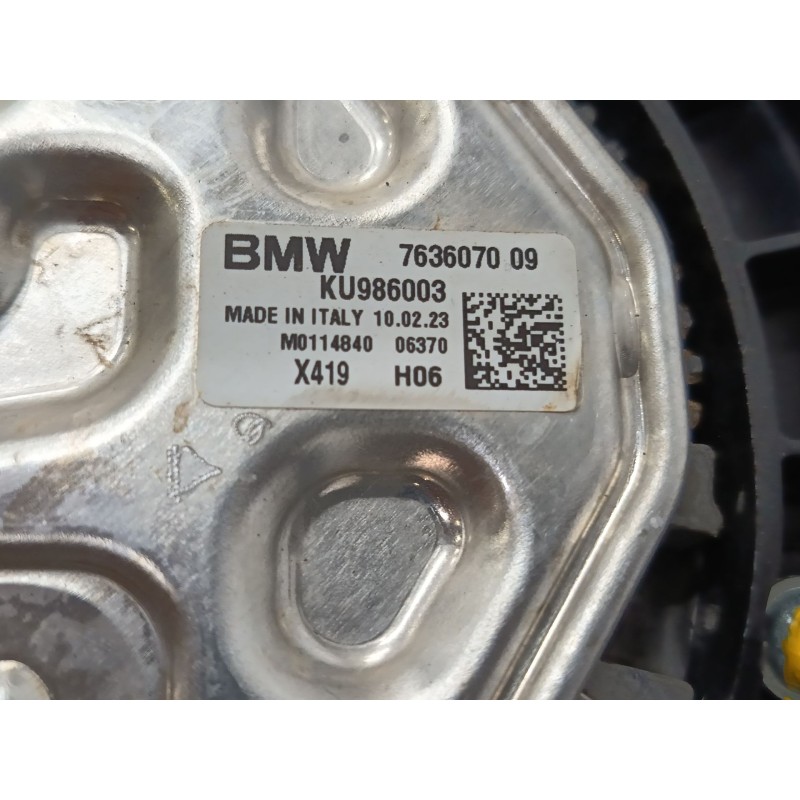 BMW 7636070 09
KU986003
MADE IN ITALY 10.02.23
M0114840 06370
X419 H06